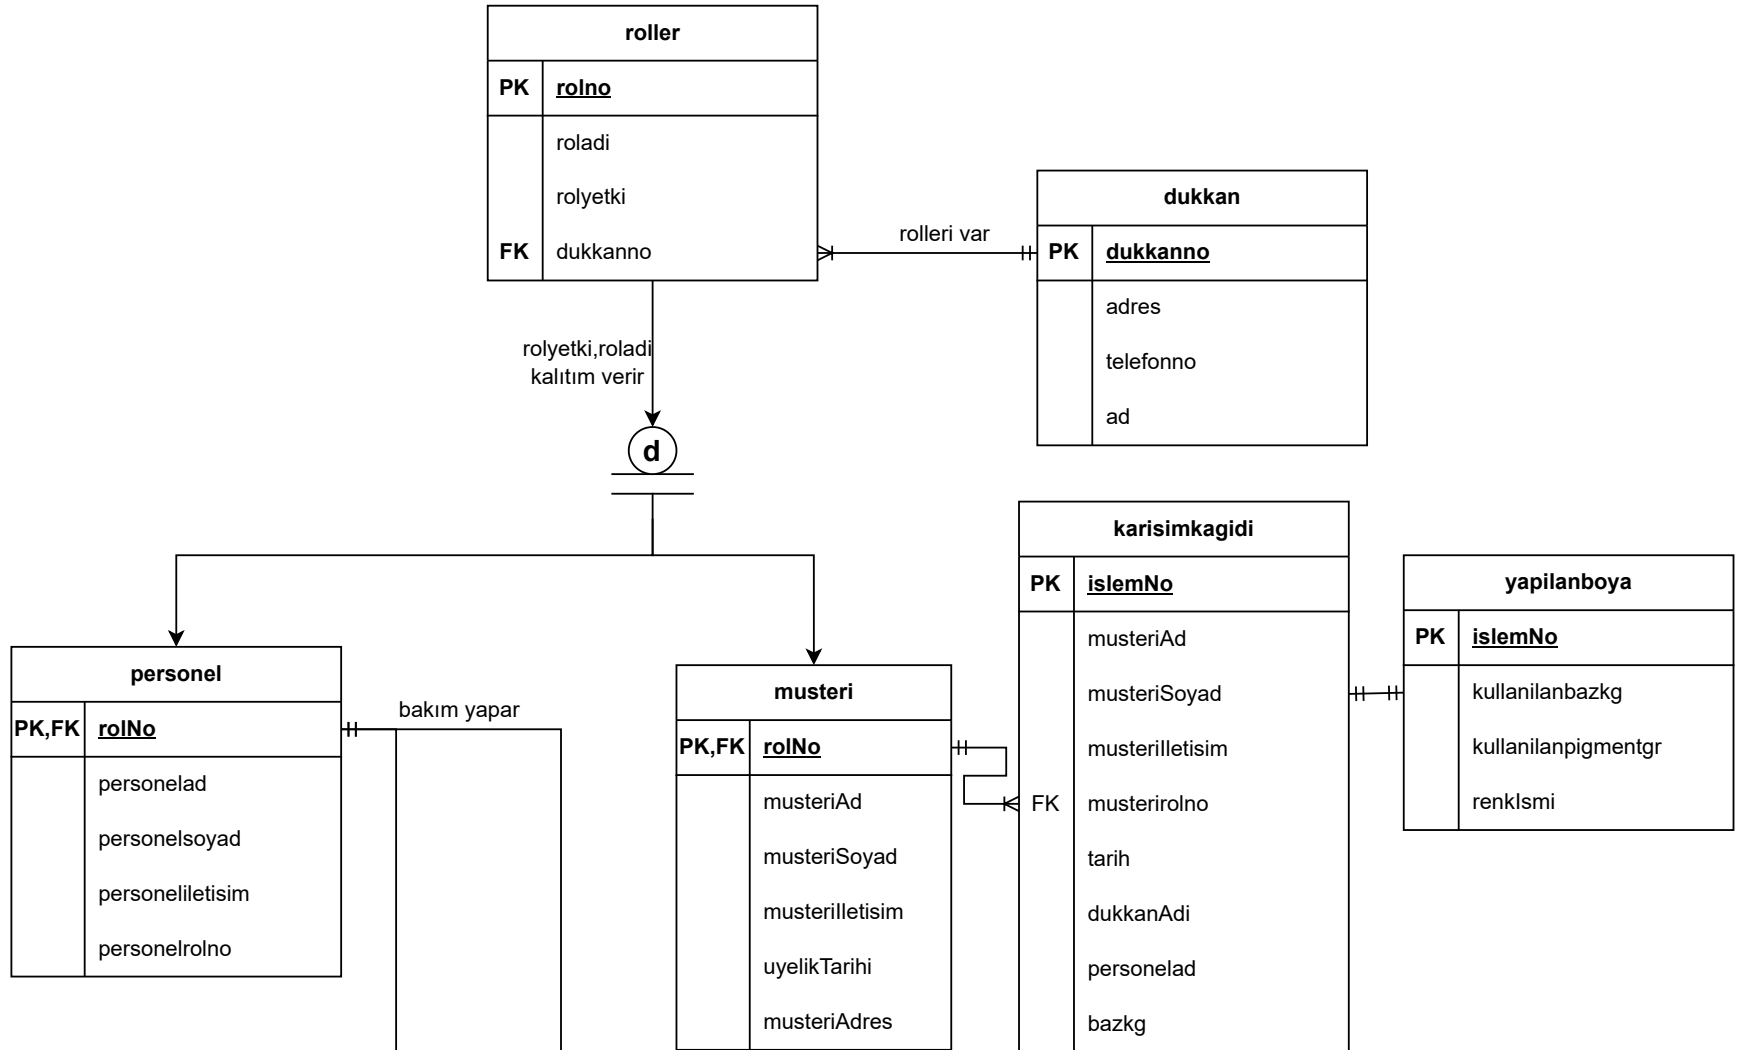 roller
PK rolno
roladi
rolyetki
FK dukkanno
rolleri var
dukkan
PK dukkanno
adres
telefonno
ad
rolyetki,roladi
kalıtım verir
d
karisimkagidi
PK islemNo
musteriAd
musteriSoyad
musteriIletisim
FK musterirolno
tarih
dukkanAdi
personelad
bazkg
yapilanboya
PK islemNo
kullanilanbazkg
kullanilanpigmentgr
renkIsmi
personel
PK,FK rolNo
personelad
personelsoyad
personeliletisim
personelrolno
bakım yapar
musteri
PK,FK rolNo
musteriAd
musteriSoyad
musteriIletisim
uyelikTarihi
musteriAdres